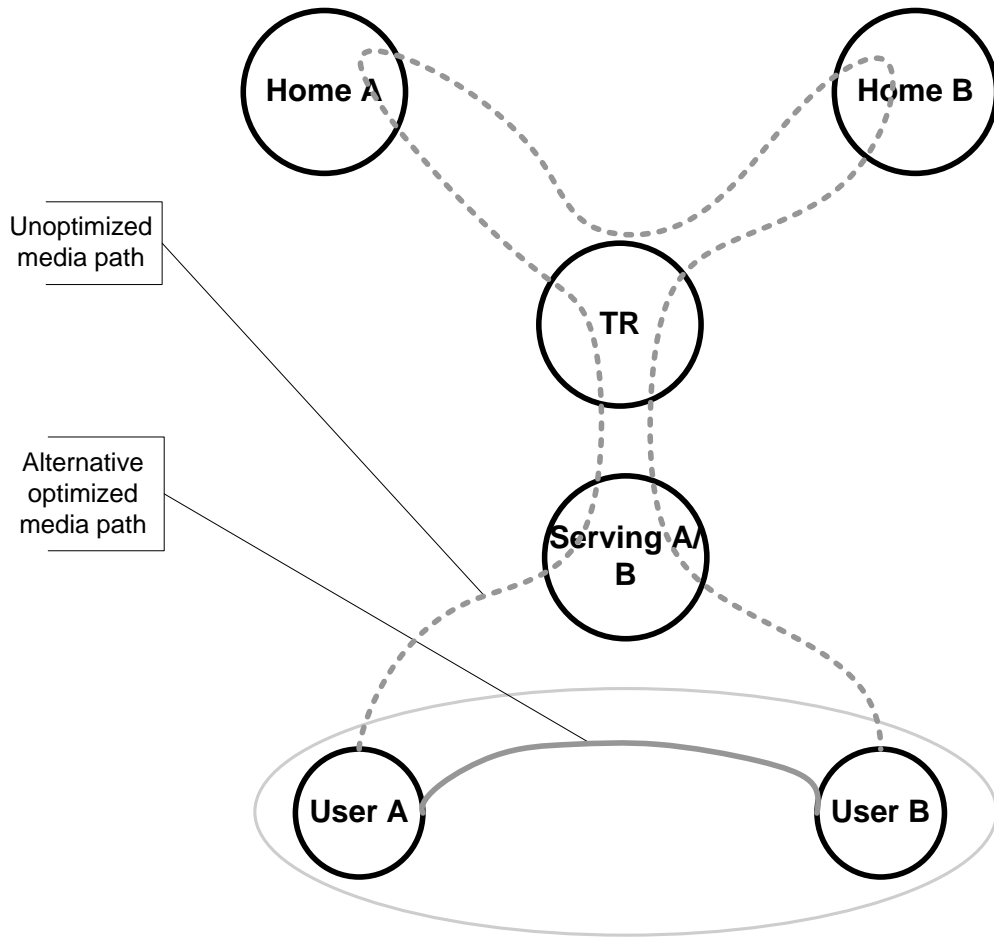 Home A
Home B
Unoptimized
media path
TR
Alternative
optimized
media path
Serving A/
B
User A
User B